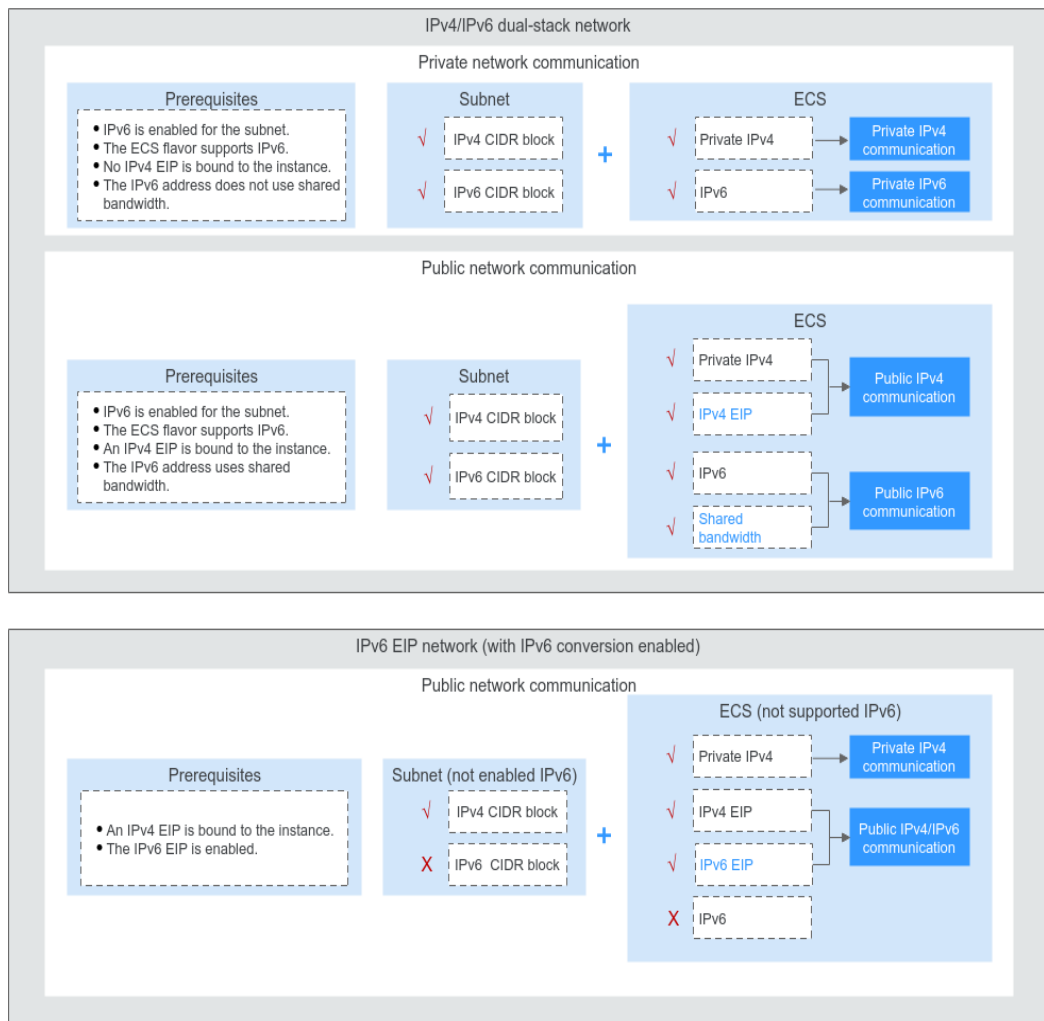 IPv4/IPv6 dual-stack network
Private network communication
Prerequisites
• IPv6 is enabled for the subnet.
• The ECS flavor supports IPv6.
• No IPv4 EIP is bound to the instance.
• The IPv6 address does not use shared
bandwidth.
Subnet
√ IPv4 CIDR block
√ IPv6 CIDR block
+
ECS
√ Private IPv4
Private IPv4
communication
√ IPv6
Private IPv6
communication
Public network communication
Prerequisites
• IPv6 is enabled for the subnet.
• The ECS flavor supports IPv6.
• An IPv4 EIP is bound to the instance.
• The IPv6 address uses shared
bandwidth.
Subnet
√ IPv4 CIDR block
√ IPv6 CIDR block
+
ECS
√ Private IPv4
√ IPv4 EIP
Public IPv4
communication
√ IPv6
√ Shared
bandwidth
Public IPv6
communication
IPv6 EIP network (with IPv6 conversion enabled)
Public network communication
Prerequisites
• An IPv4 EIP is bound to the instance.
• The IPv6 EIP is enabled.
Subnet (not enabled IPv6)
√ IPv4 CIDR block
X IPv6 CIDR block
+
ECS (not supported IPv6)
√ Private IPv4
Private IPv4
communication
√ IPv4 EIP
√ IPv6 EIP
Public IPv4/IPv6
communication
X IPv6